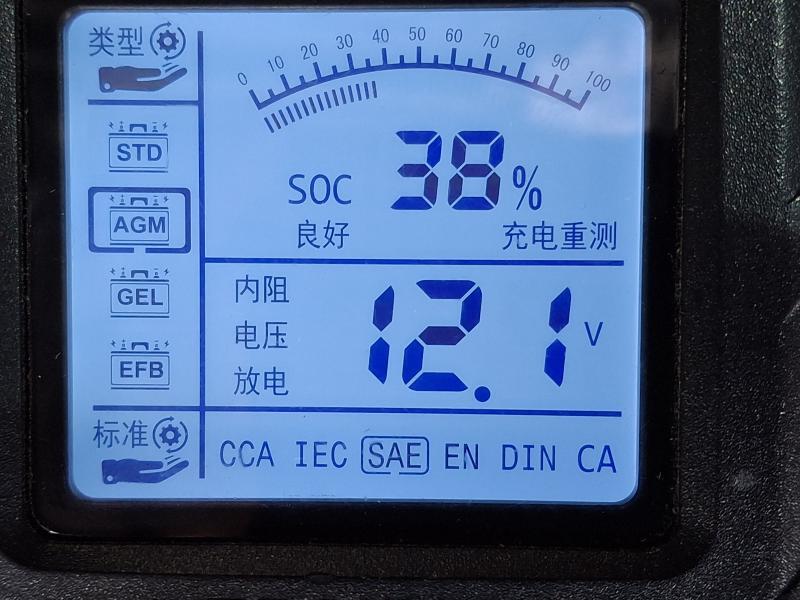 类型
0 10 20 30 40 50 60 70 80 90 100
STD
AGM
GEL
EFB
SOC 38%
良好 充电重测
内阻
电压
放电
12.1 V
标准
CCA IEC SAE EN DIN CA